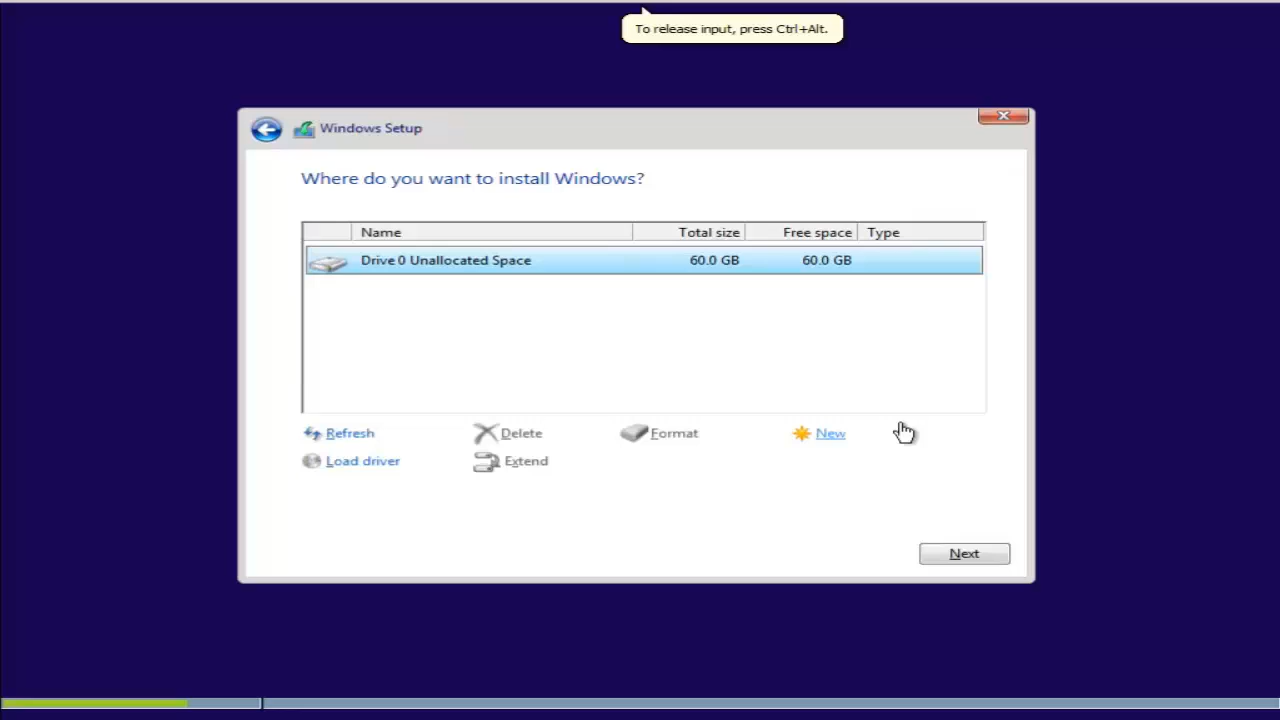 To release input, press Ctrl+Alt.
Windows Setup
Where do you want to install Windows?
Name Total size Free space Type
Drive 0 Unallocated Space 60.0 GB 60.0 GB
Refresh Delete Format New
Load driver Extend
Next